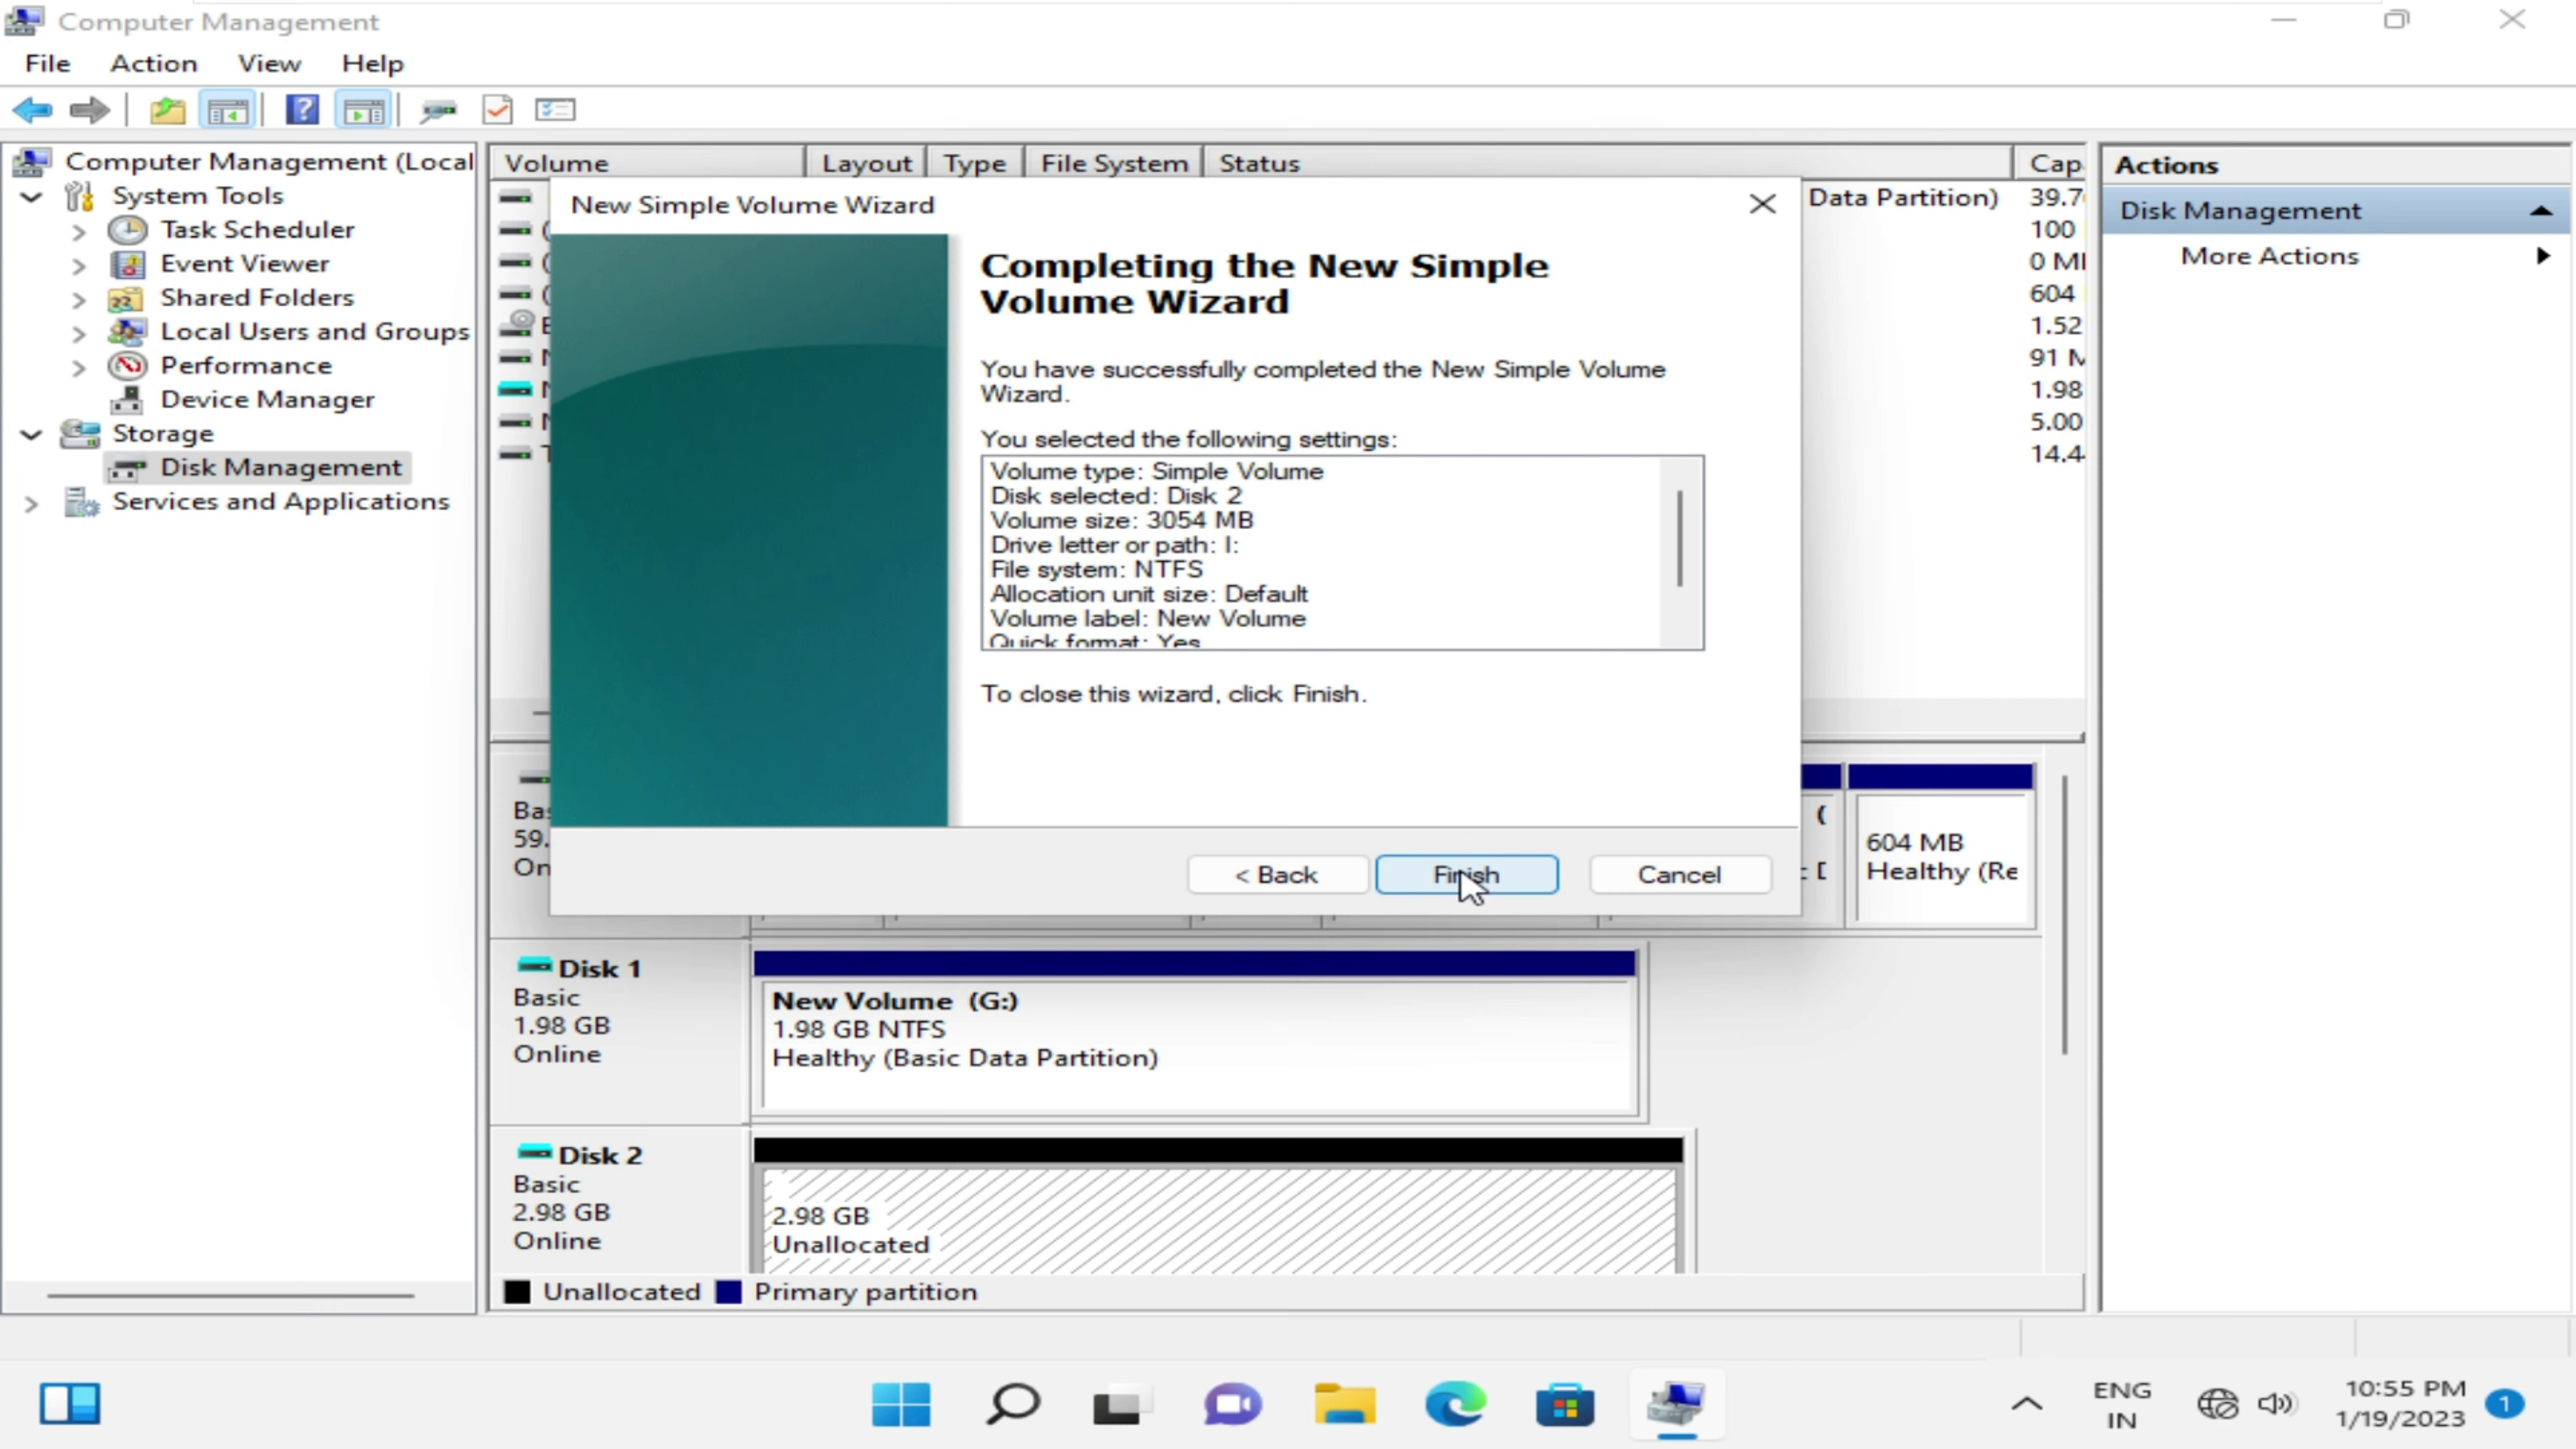 Computer Management
File Action View Help
Computer Management (Local
System Tools
Task Scheduler
Event Viewer
Shared Folders
Local Users and Groups
Performance
Device Manager
Storage
Disk Management
Services and Applications
Volume Layout Type File System Status Cap
Data Partition) 39.7
100
0 MI
604
1.52
91 M
1.98
5.00
14.4
New Simple Volume Wizard
Completing the New Simple
Volume Wizard
You have successfully completed the New Simple Volume
Wizard.
You selected the following settings:
Volume type: Simple Volume
Disk selected: Disk 2
Volume size: 3054 MB
Drive letter or path: I:
File system: NTFS
Allocation unit size: Default
Volume label: New Volume
Quick format: Yes
To close this wizard, click Finish.
< Back Finish Cancel
Bas
59.
On
(
604 MB
Healthy (Re
Disk 1
Basic
1.98 GB
Online
New Volume (G:)
1.98 GB NTFS
Healthy (Basic Data Partition)
Disk 2
Basic
2.98 GB
Online
2.98 GB
Unallocated
Unallocated Primary partition
Actions
Disk Management
More Actions
ENG
IN
10:55 PM
1/19/2023
1